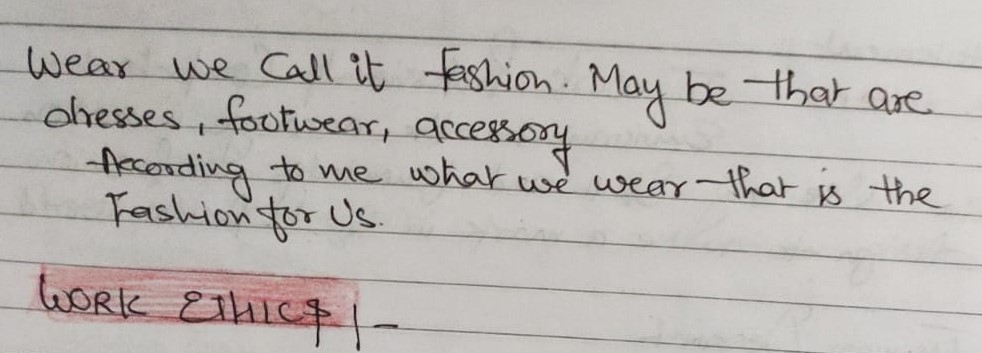 Wear we Call it fashion. May be that are
dresses, footwear, accessory
According to me what we wear that is the
Fashion for Us.
WORK ETHICS |-